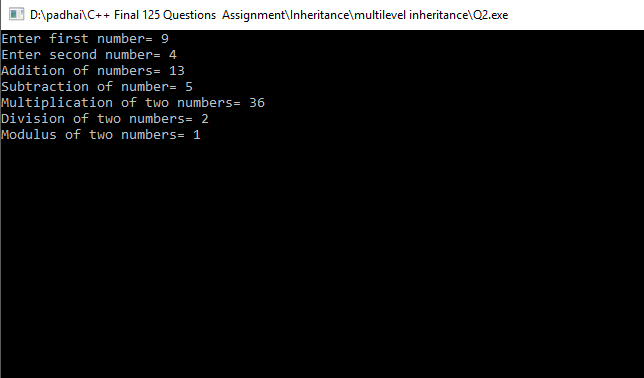 D:\padhai\C++ Final 125 Questions  Assignment\Inheritance\multilevel inheritance\Q2.exe
Enter first number= 9
Enter second number= 4
Addition of numbers= 13
Subtraction of number= 5
Multiplication of two numbers= 36
Division of two numbers= 2
Modulus of two numbers= 1